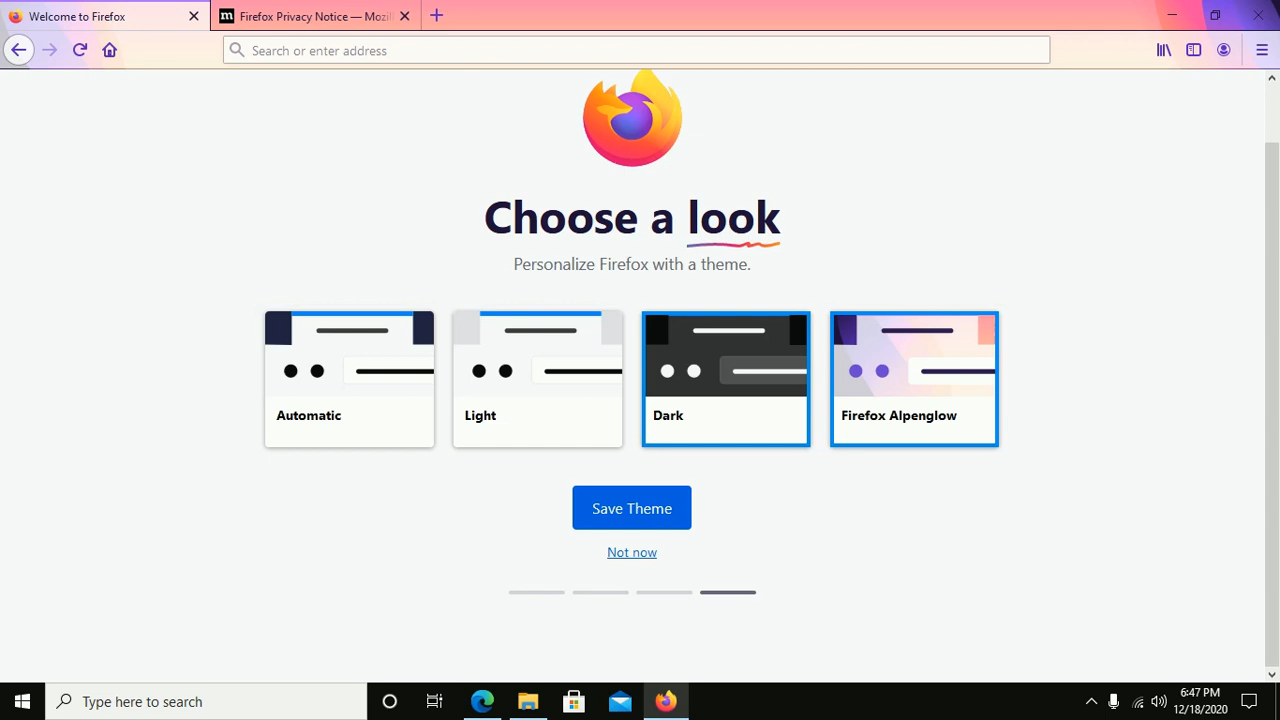 Welcome to Firefox
Firefox Privacy Notice — Mozil
Search or enter address
Choose a look
Personalize Firefox with a theme.
Automatic
Light
Dark
Firefox Alpenglow
Save Theme
Not now
Type here to search
6:47 PM
12/18/2020